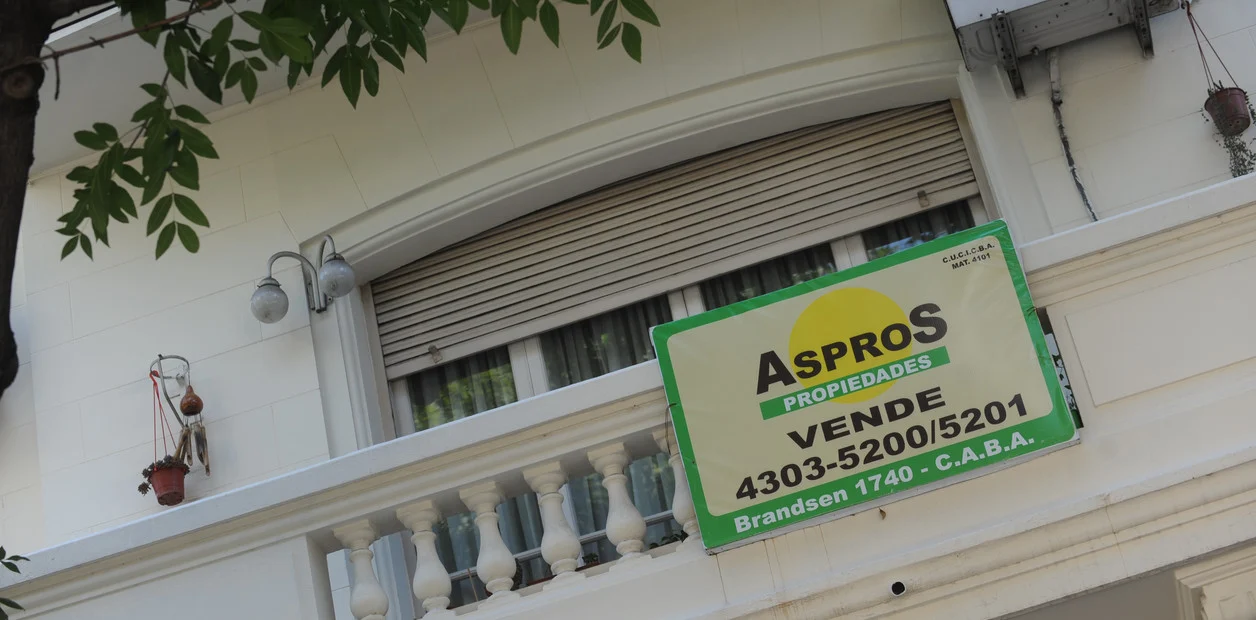 C.U.C.I.C.B.A.
MAT. 4101
ASPROS
PROPIEDADES
VENDE
4303-5200/5201
Brandsen 1740 - C.A.B.A.